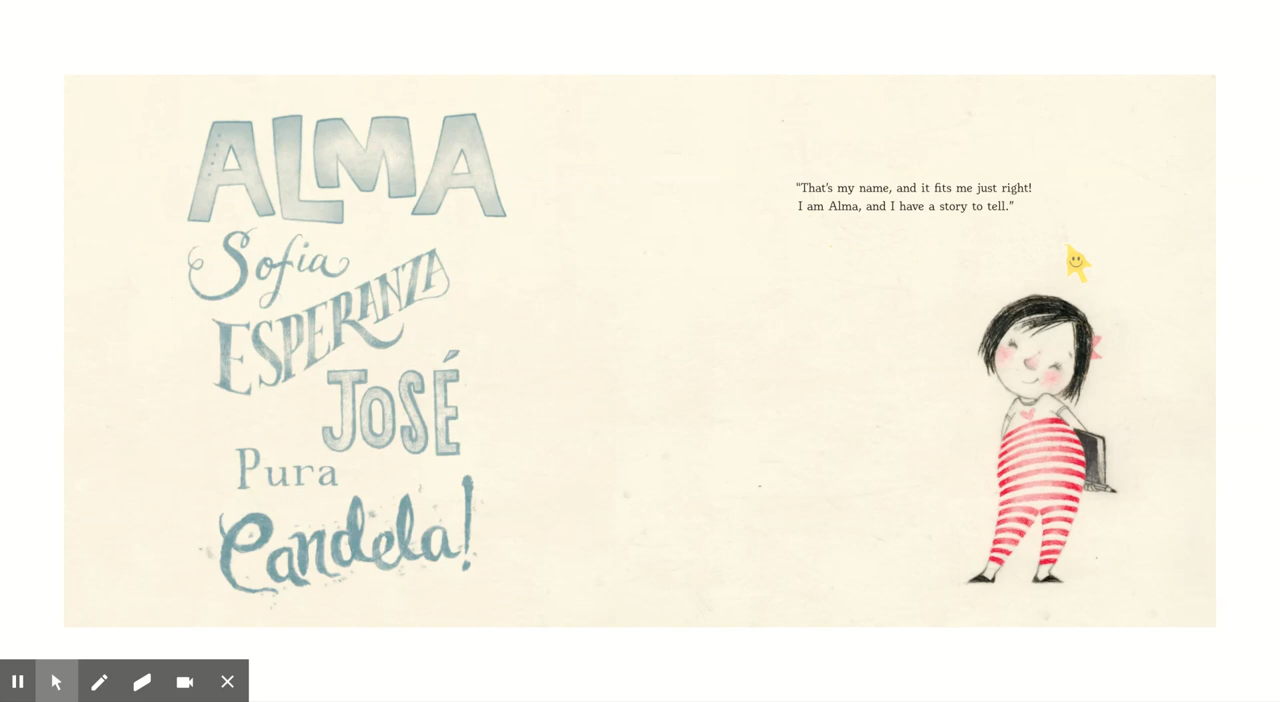 ALMA
Sofia
ESPERANZA
JOSÉ
Pura
Candela!
"That's my name, and it fits me just right!
I am Alma, and I have a story to tell."